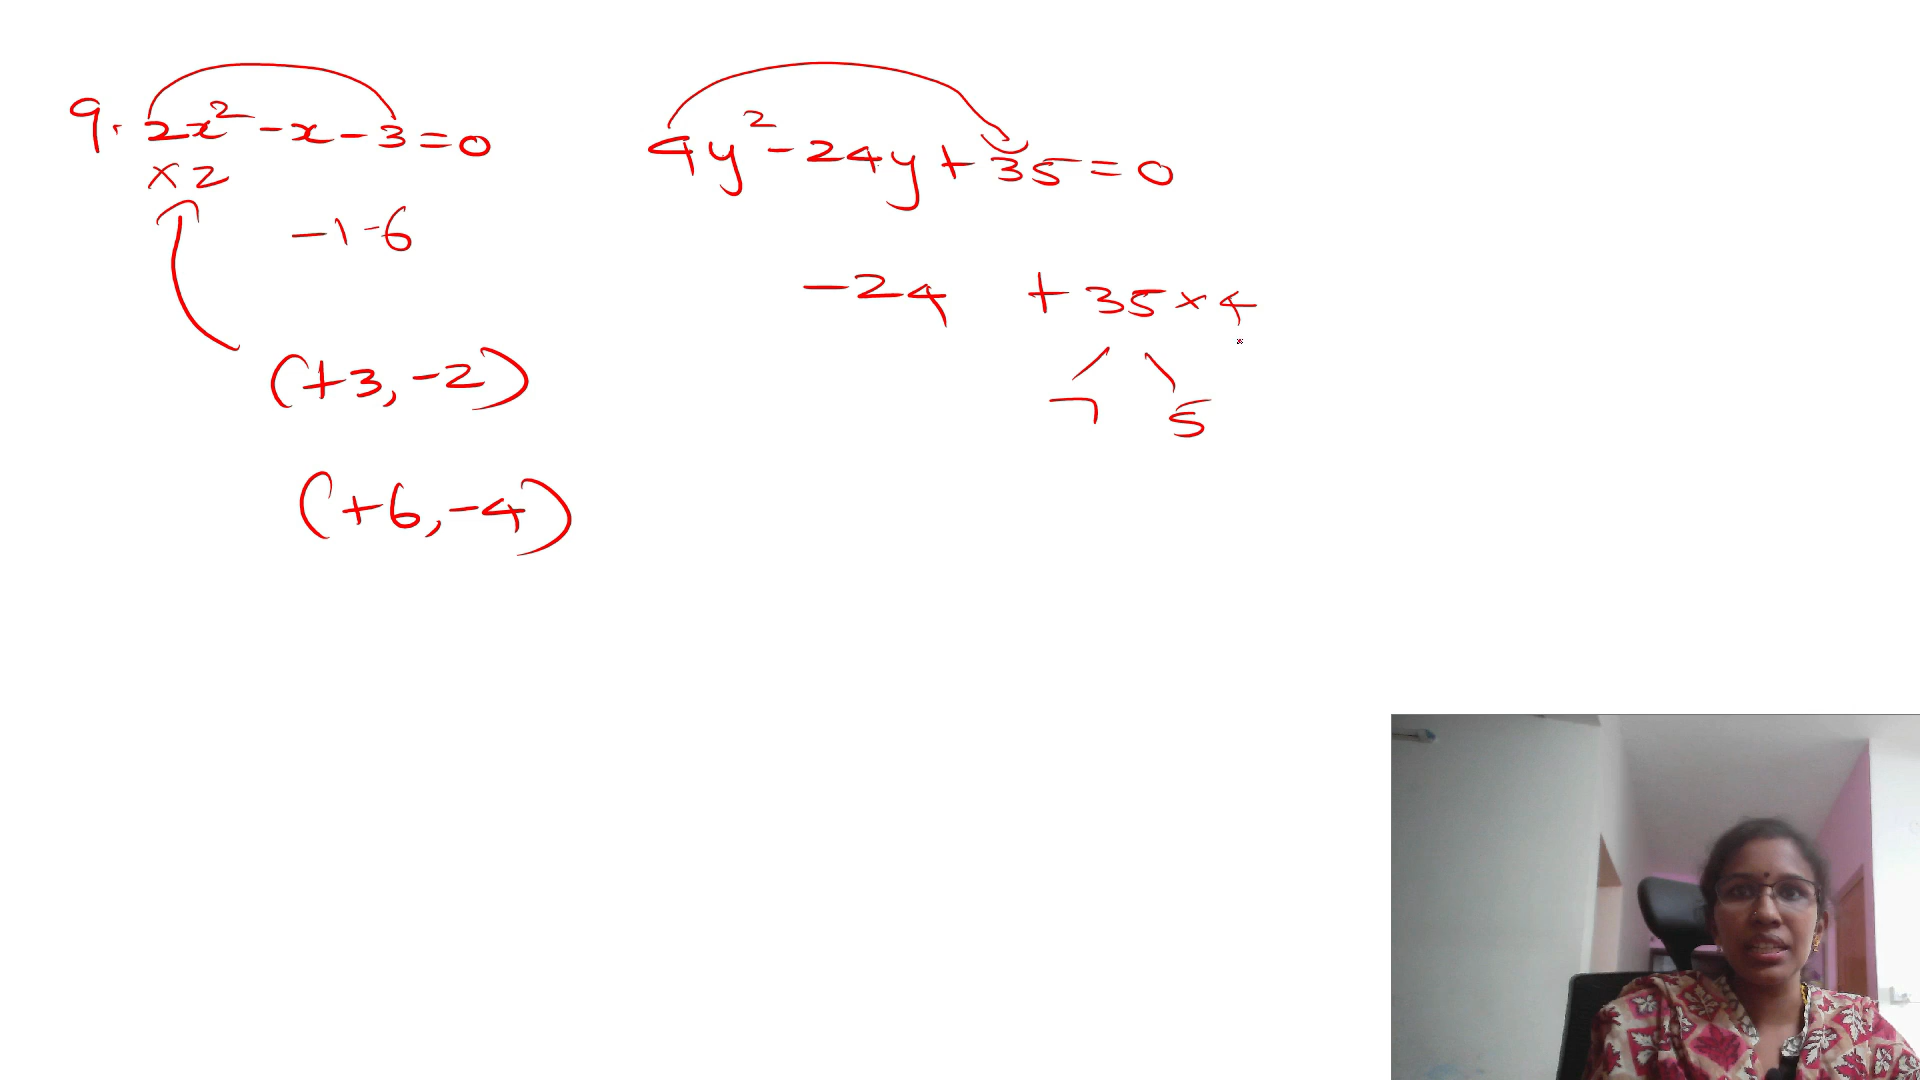 9. 2x² - x - 3 = 0
×2
-1 -6
(+3, -2)
(+6, -4)
4y² - 24y + 35 = 0
-24 +35 × 4
7 5